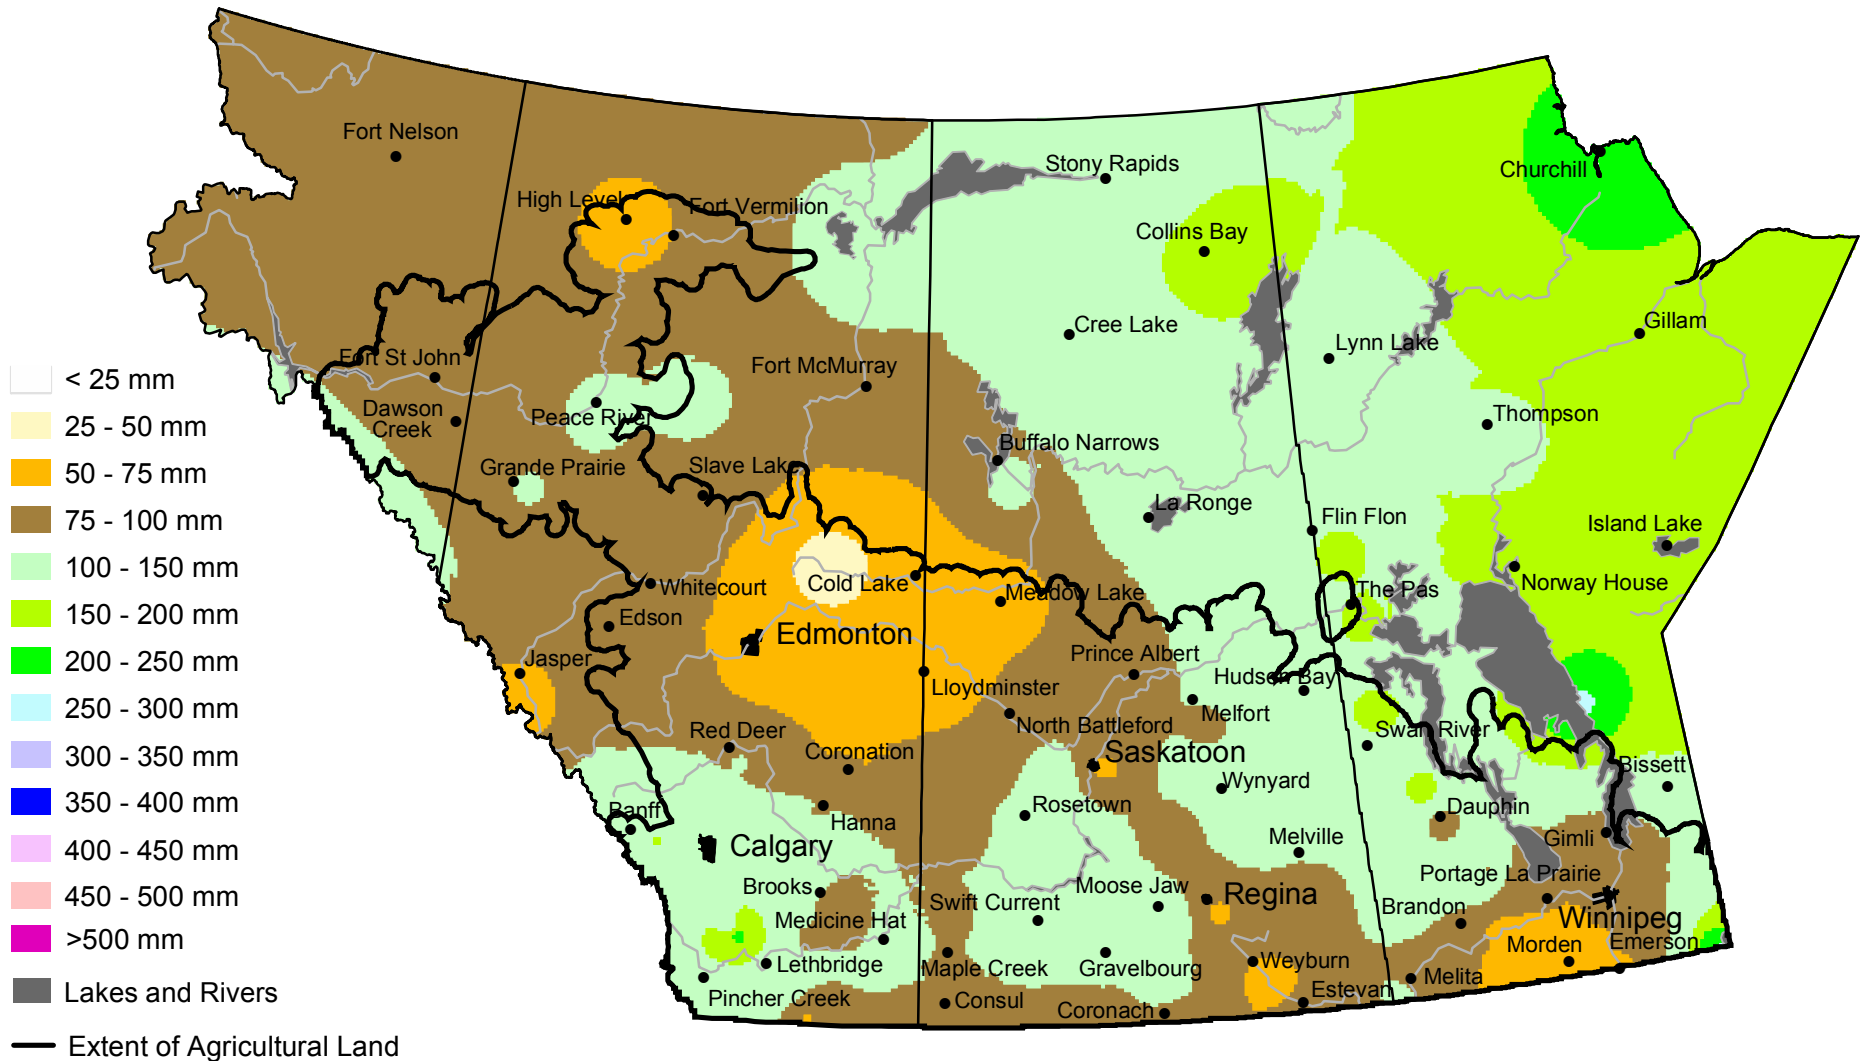 Fort Nelson
High Level
Fort Vermilion
Stony Rapids
Churchill
Collins Bay
Cree Lake
Lynn Lake
Gillam
Fort St John
Fort McMurray
Dawson
Creek
Peace River
Thompson
Grande Prairie
Slave Lake
Buffalo Narrows
La Ronge
Flin Flon
Island Lake
Whitecourt
Cold Lake
Meadow Lake
The Pas
Norway House
Edson
Edmonton
Jasper
Prince Albert
Lloydminster
Hudson Bay
Melfort
North Battleford
Red Deer
Coronation
Saskatoon
Swan River
Bissett
Wynyard
Banff
Hanna
Rosetown
Dauphin
Calgary
Melville
Gimli
Brooks
Moose Jaw
Regina
Portage La Prairie
Medicine Hat
Swift Current
Brandon
Winnipeg
Lethbridge
Maple Creek
Gravelbourg
Weyburn
Morden
Emerson
Pincher Creek
Consul
Coronach
Estevan
Melita
< 25 mm
25 - 50 mm
50 - 75 mm
75 - 100 mm
100 - 150 mm
150 - 200 mm
200 - 250 mm
250 - 300 mm
300 - 350 mm
350 - 400 mm
400 - 450 mm
450 - 500 mm
>500 mm
Lakes and Rivers
Extent of Agricultural Land